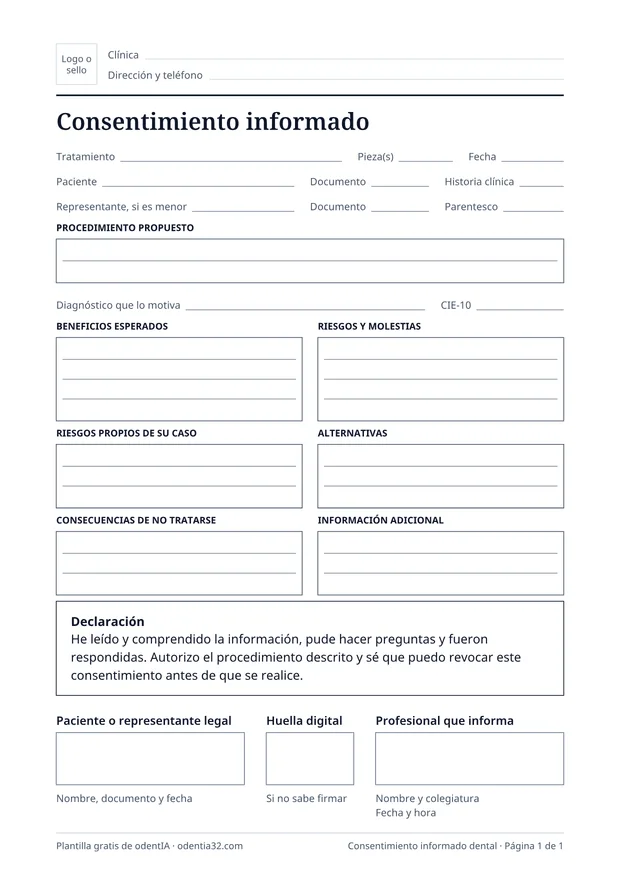 Logo o
sello
Clínica
Dirección y teléfono
Consentimiento informado
Tratamiento Pieza(s) Fecha
Paciente Documento Historia clínica
Representante, si es menor Documento Parentesco
PROCEDIMIENTO PROPUESTO
Diagnóstico que lo motiva CIE-10
BENEFICIOS ESPERADOS RIESGOS Y MOLESTIAS
RIESGOS PROPIOS DE SU CASO ALTERNATIVAS
CONSECUENCIAS DE NO TRATARSE INFORMACIÓN ADICIONAL
Declaración
He leído y comprendido la información, pude hacer preguntas y fueron
respondidas. Autorizo el procedimiento descrito y sé que puedo revocar este
consentimiento antes de que se realice.
Paciente o representante legal Huella digital Profesional que informa
Nombre, documento y fecha Si no sabe firmar Nombre y colegiatura
Fecha y hora
Plantilla gratis de odentIA · odentia32.com Consentimiento informado dental · Página 1 de 1